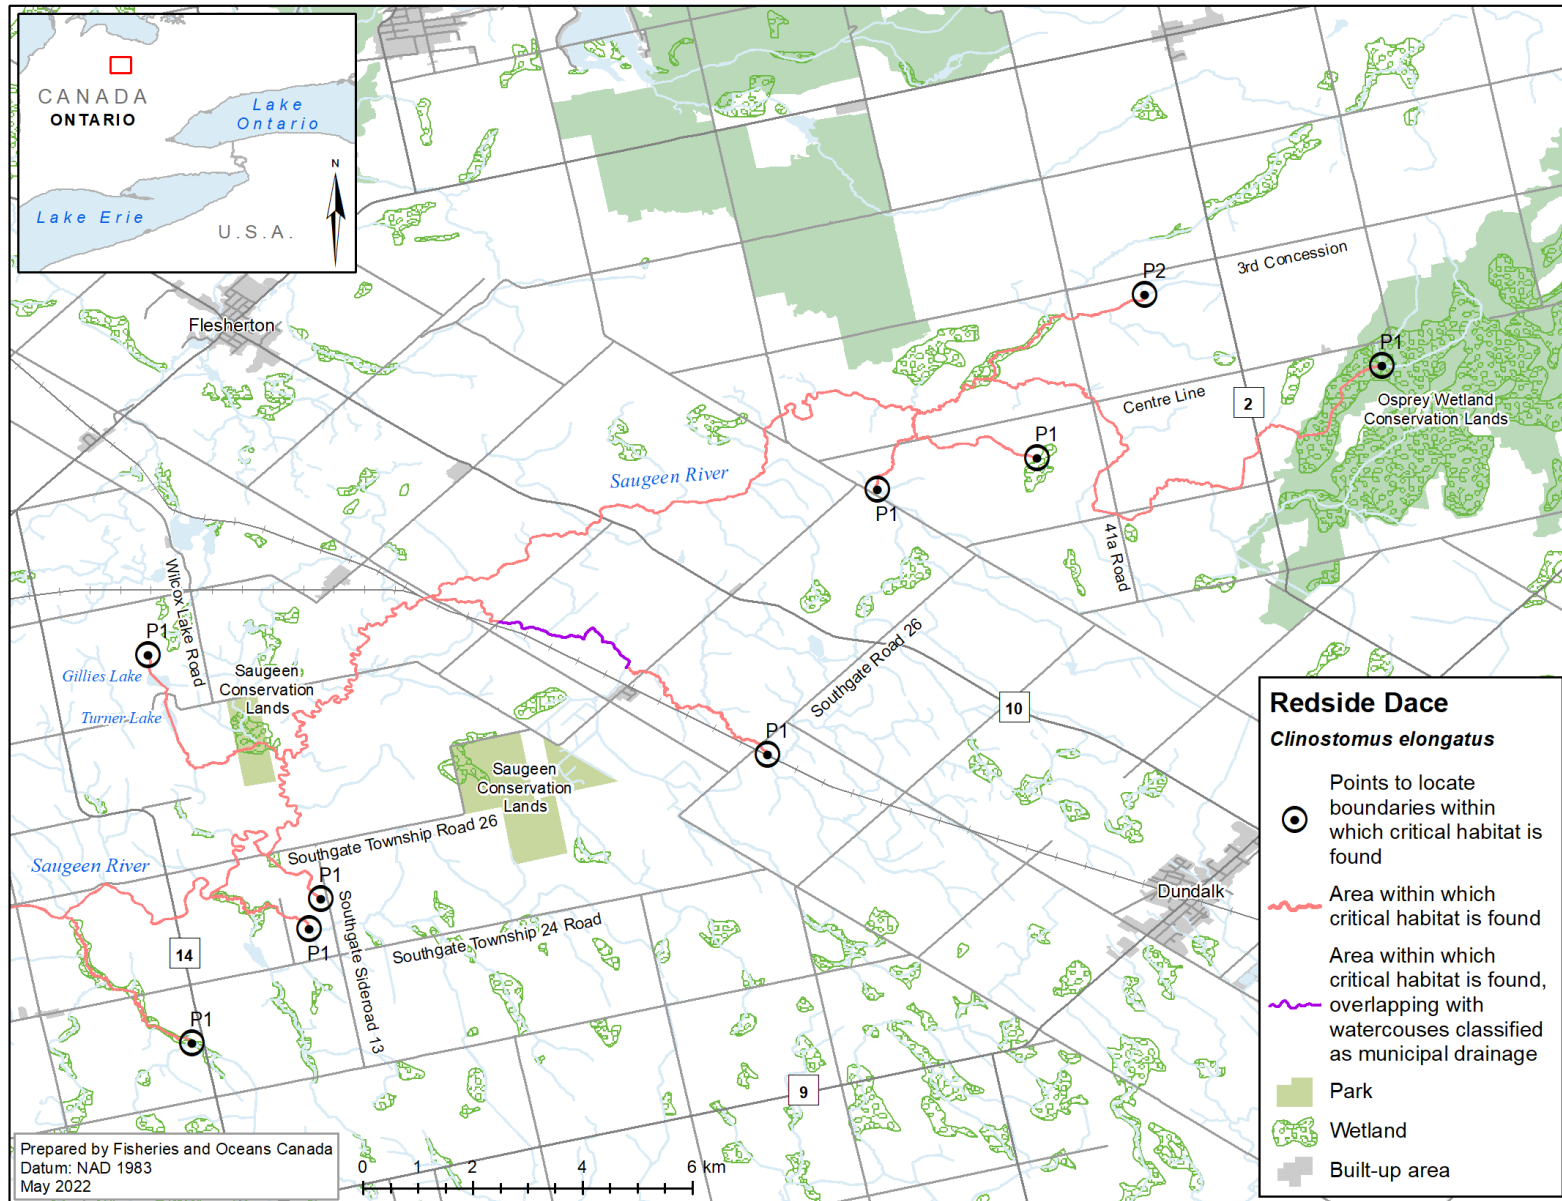 CANADA
ONTARIO
Lake
Ontario
Lake Erie
U.S.A.
N
Flesherton
3rd Concession
P2
P1
Centre Line
2
Osprey Wetland
Conservation Lands
P1
P1
Saugeen River
41a Road
Wilcox Lake Road
P1
Gillies Lake
Turner Lake
Saugeen
Conservation
Lands
Southgate Road 26
10
P1
Saugeen
Conservation
Lands
Southgate Township Road 26
Saugeen River
P1
P1
Southgate Sideroad 13
Southgate Township 24 Road
14
P1
Dundalk
9
Redside Dace
Clinostomus elongatus
Points to locate
boundaries within
which critical habitat is
found
Area within which
critical habitat is found
Area within which
critical habitat is found,
overlapping with
watercouses classified
as municipal drainage
Park
Wetland
Built-up area
Prepared by Fisheries and Oceans Canada
Datum: NAD 1983
May 2022
0 1 2 4 6 km